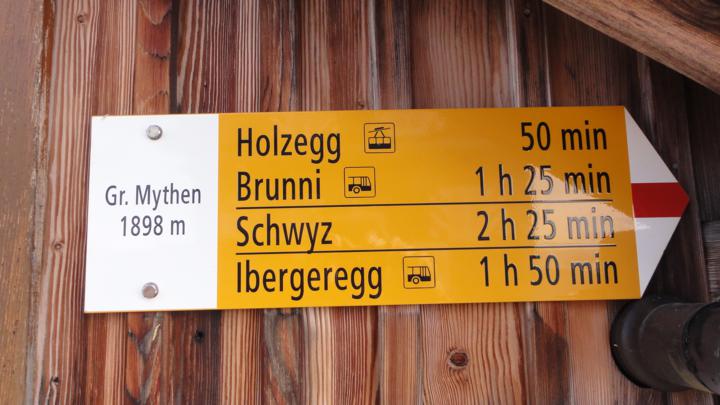 Gr. Mythen
1898 m
Holzegg 50 min
Brunni 1 h 25 min
Schwyz 2 h 25 min
Ibergeregg 1 h 50 min